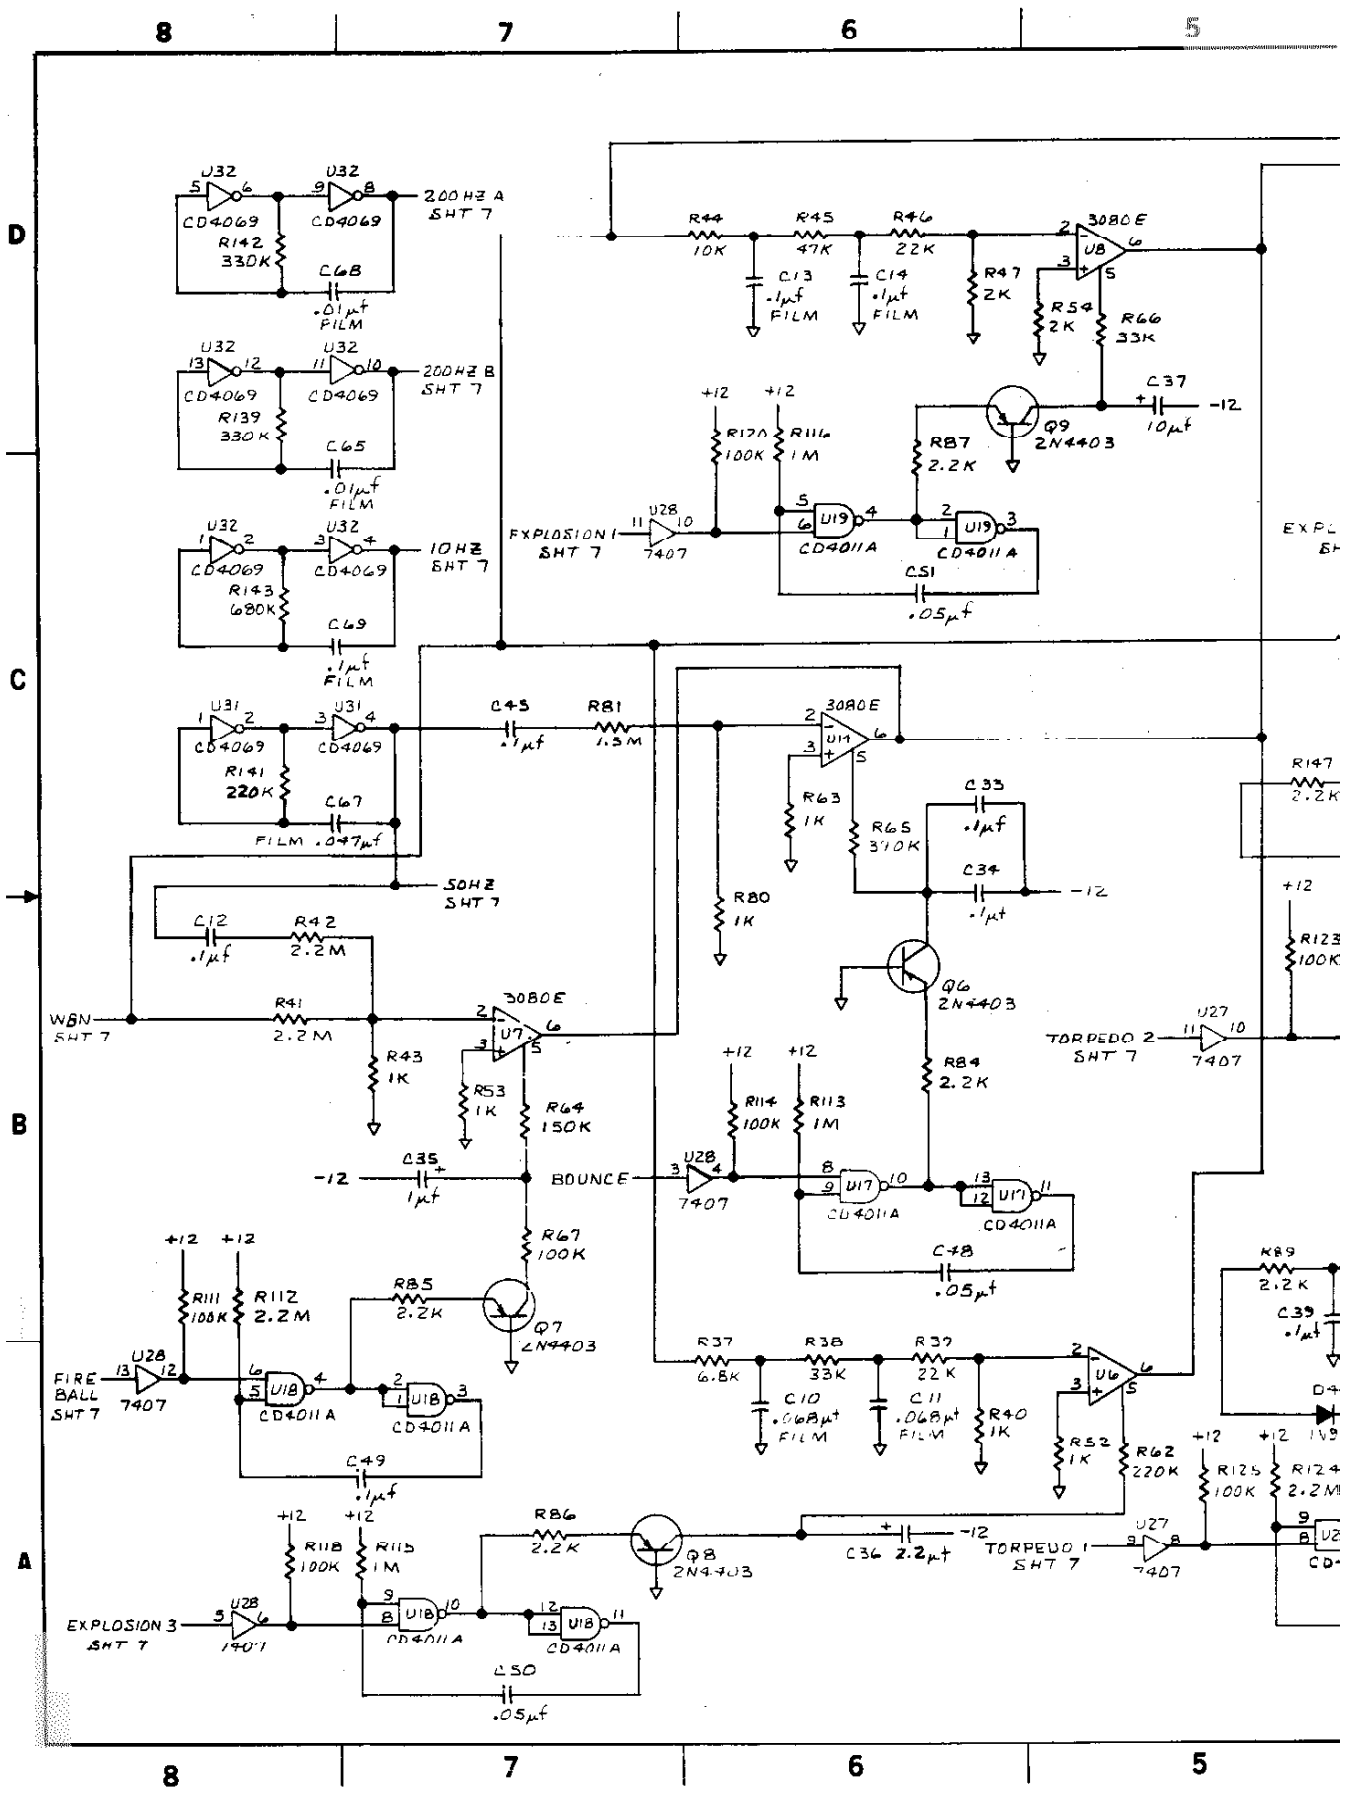 8 7 6 5
D
U32 U32
5 6 9 8 200HZ A
SHT 7
CD4069 CD4069
R142
330K
C68
.01µf
FILM
U32 U32
13 12 11 10 200HZ B
SHT 7
CD4069 CD4069
R139
330K
C65
.01µf
FILM
U32 U32
1 2 3 4 10HZ
SHT 7
CD4069 CD4069
R143
680K
C69
.1µf
FILM
C
U31 U31
1 2 3 4
CD4069 CD4069
R141
220K
C67
FILM .047µf
50HZ
SHT 7
C45
.1µf
R81
1.5M
R44 R45 R46
10K 47K 22K
C13
.1µf
FILM
C14
.1µf
FILM
R47
2K
3080E
2 - U8 6
3 + 5
R54
2K
R66
33K
C37
+ -12
10µf
Q9
2N4403
+12 +12
R120 R116
100K 1M
R87
2.2K
EXPLOSION 1
SHT 7
11 U28 10
7407
5 6 U19 4
CD4011A
2 1 U19 3
CD4011A
C51
.05µf
EXPL
SH
3080E
2 - U14 6
3 + 5
R63
1K
R65
390K
C33
.1µf
C34
.1µf
-12
R80
1K
Q6
2N4403
R84
2.2K
R147
2.2K
+12
R123
100K
TORPEDO 2
SHT 7
11 U27 10
7407
C12
.1µf
R42
2.2M
WBN
SHT 7
R41
2.2M
R43
1K
3080E
2 - U7 6
3 + 5
R53
1K
R64
150K
B
-12
C35
+
1µf
R67
100K
+12 +12
R114 R113
100K 1M
BOUNCE
3 U28 4
7407
8 9 U17 10
CD4011A
13 12 U17 11
CD4011A
C48
.05µf
+12 +12
R111 R112
100K 2.2M
R85
2.2K
Q7
2N4403
FIRE
BALL
SHT 7
13 U28 12
7407
6 5 U18 4
CD4011A
2 1 U18 3
CD4011A
C49
.1µf
R37 R38 R39
6.8K 33K 22K
C10
.068µf
FILM
C11
.068µf
FILM
R40
1K
2 - U6 6
3 + 5
R52
1K
R62
220K
R89
2.2K
C39
.1µf
D4
1N9
+12 +12
R125 R124
100K 2.2M
TORPEDO 1
SHT 7
9 U27 8
7407
9 8 U2
CD4
A
+12 +12
R118 R115
100K 1M
R86
2.2K
Q8
2N4403
+
C36 2.2µf
-12
EXPLOSION 3
SHT 7
5 U28 6
7407
9 8 U18 10
CD4011A
12 13 U18 11
CD4011A
C50
.05µf
8 7 6 5